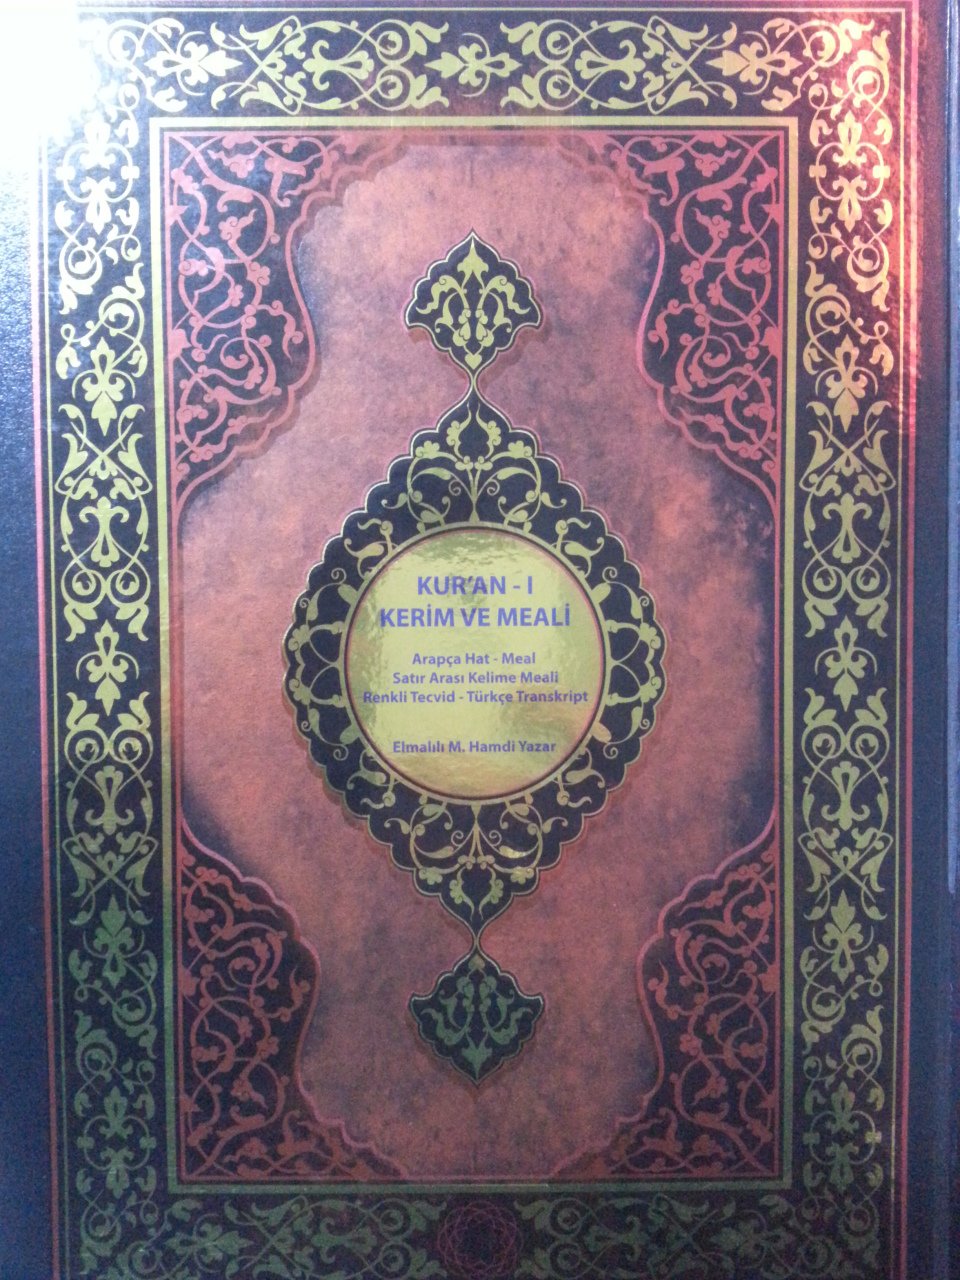 KUR'AN - I
KERİM VE MEALİ
Arapça Hat - Meal
Satır Arası Kelime Meali
Renkli Tecvid - Türkçe Transkript
Elmalılı M. Hamdi Yazar